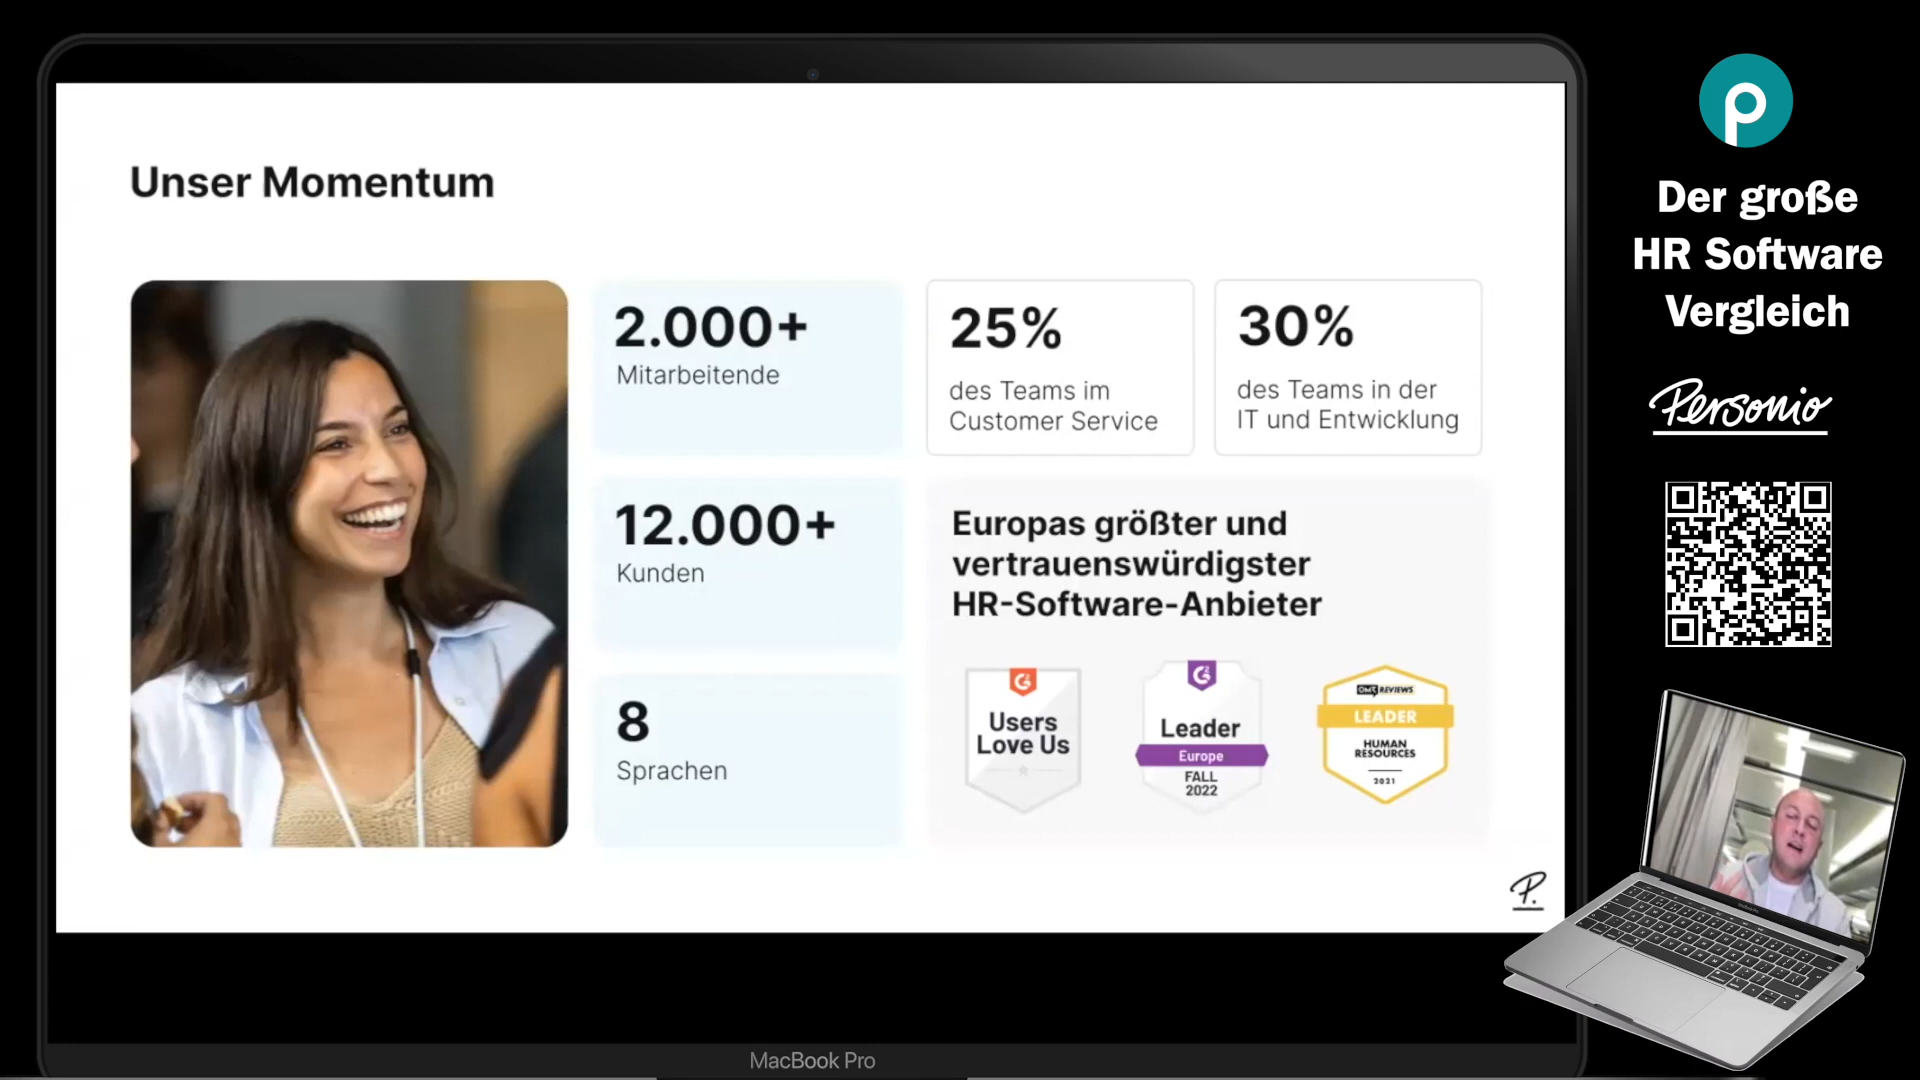 Unser Momentum
2.000+
Mitarbeitende
25%
des Teams im
Customer Service
30%
des Teams in der
IT und Entwicklung
12.000+
Kunden
Europas größter und
vertrauenswürdigster
HR-Software-Anbieter
8
Sprachen
Users
Love Us
Leader
Europe
FALL
2022
OMR REVIEWS
LEADER
HUMAN
RESOURCES
2021
P.
MacBook Pro
p
Der große
HR Software
Vergleich
Personio